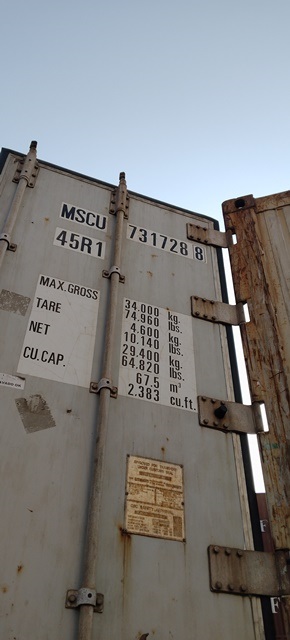 MSCU 731728 8
45R1
MAX.GROSS 34.000 kg.
74.960 lbs.
TARE 4.600 kg.
10.140 lbs.
NET 29.400 kg.
64.820 lbs.
CU.CAP. 67,5 m³
2.383 cu.ft.